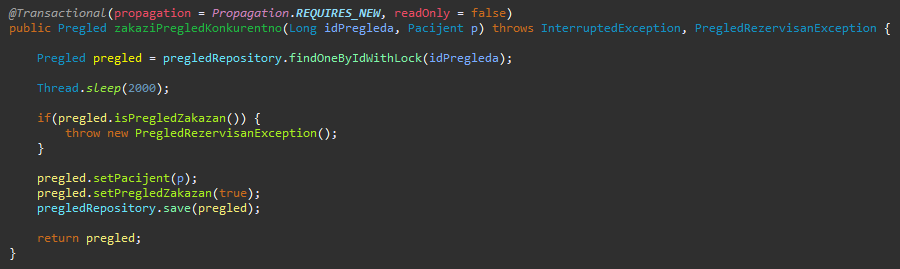 @Transactional(propagation = Propagation.REQUIRES_NEW, readOnly = false)
public Pregled zakaziPregledKonkurentno(Long idPregleda, Pacijent p) throws InterruptedException, PregledRezervisanException {
Pregled pregled = pregledRepository.findOneByIdWithLock(idPregleda);
Thread.sleep(2000);
if(pregled.isPregledZakazan()) {
throw new PregledRezervisanException();
}
pregled.setPacijent(p);
pregled.setPregledZakazan(true);
pregledRepository.save(pregled);
return pregled;
}